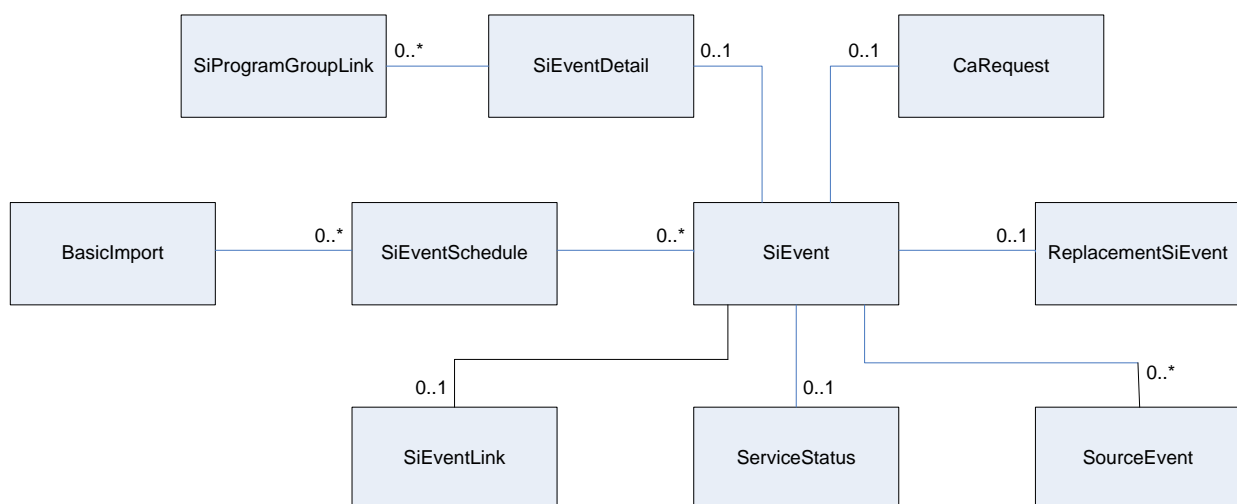 0..* 0..1 0..1
SiProgramGroupLink SiEventDetail CaRequest
0..* 0..* 0..1
BasicImport SiEventSchedule SiEvent ReplacementSiEvent
0..1 0..1 0..*
SiEventLink ServiceStatus SourceEvent